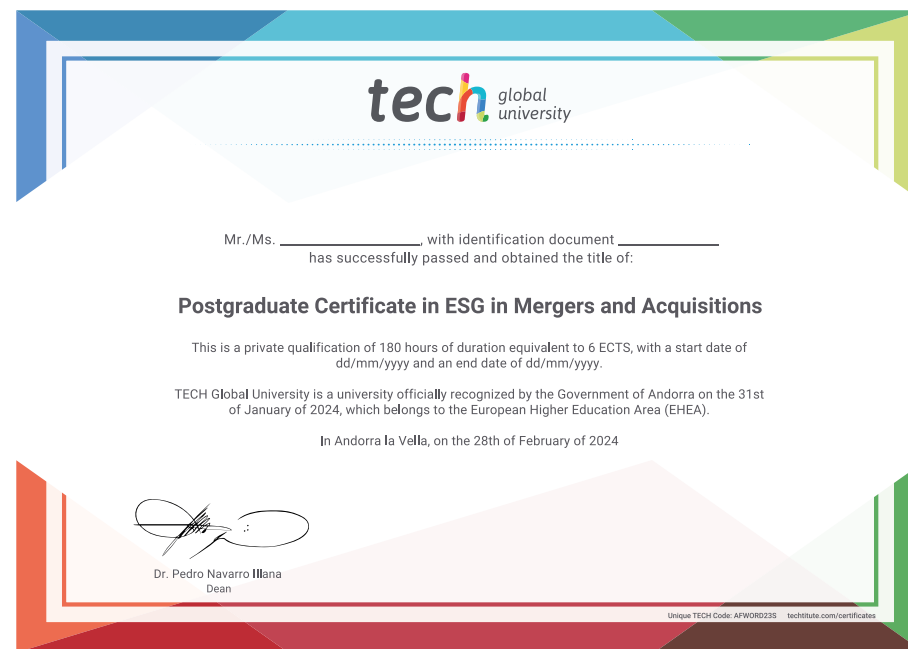 tech global
university
Mr./Ms. ____________________, with identification document ______________
has successfully passed and obtained the title of:
Postgraduate Certificate in ESG in Mergers and Acquisitions
This is a private qualification of 180 hours of duration equivalent to 6 ECTS, with a start date of
dd/mm/yyyy and an end date of dd/mm/yyyy.
TECH Global University is a university officially recognized by the Government of Andorra on the 31st
of January of 2024, which belongs to the European Higher Education Area (EHEA).
In Andorra la Vella, on the 28th of February of 2024
Dr. Pedro Navarro Illana
Dean
Unique TECH Code: AFWORD23S techtitute.com/certificates